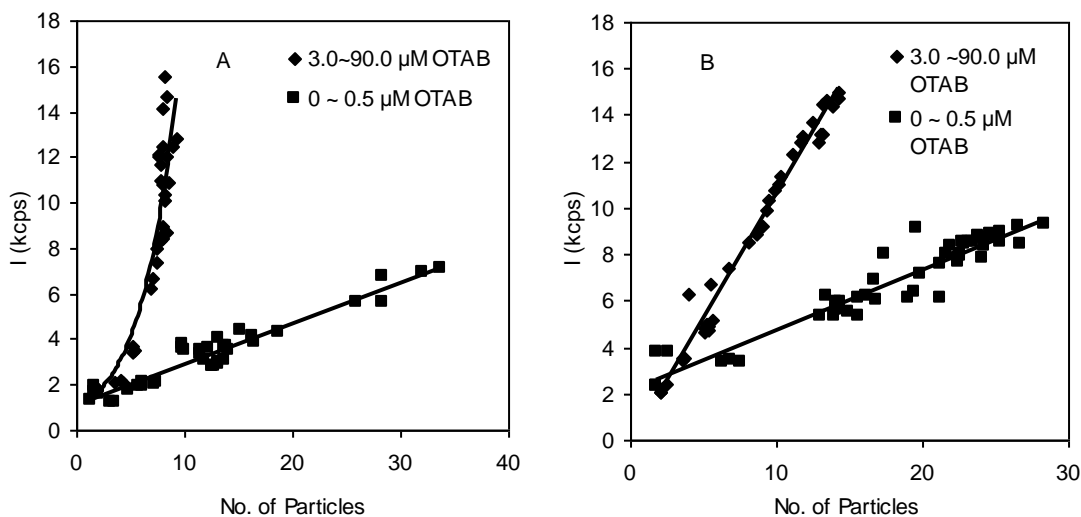 18
16
14
12
10
8
6
4
2
0
I (kcps)
A
3.0~90.0 µM OTAB
0 ~ 0.5 µM OTAB
0 10 20 30 40
No. of Particles
18
16
14
12
10
8
6
4
2
0
I (kcps)
B
3.0 ~90.0 µM
OTAB
0 ~ 0.5 µM
OTAB
0 10 20 30
No. of Particles